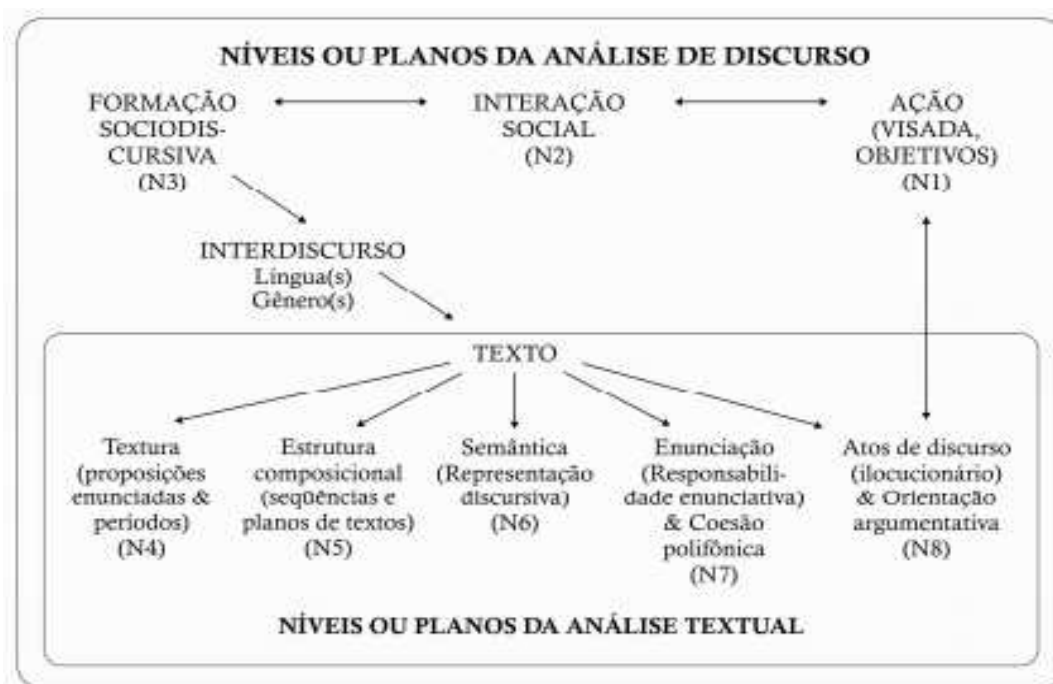 NÍVEIS OU PLANOS DA ANÁLISE DE DISCURSO
FORMAÇÃO
SOCIODIS-
CURSIVA
(N3)
INTERAÇÃO
SOCIAL
(N2)
AÇÃO
(VISADA,
OBJETIVOS)
(N1)
INTERDISCURSO
Língua(s)
Gênero(s)
TEXTO
Textura
(proposições
enunciadas &
períodos)
(N4)
Estrutura
composicional
(seqüências e
planos de textos)
(N5)
Semântica
(Representação
discursiva)
(N6)
Enunciação
(Responsabili-
dade enunciativa)
& Coesão
polifônica
(N7)
Atos de discurso
(ilocucionário)
& Orientação
argumentativa
(N8)
NÍVEIS OU PLANOS DA ANÁLISE TEXTUAL